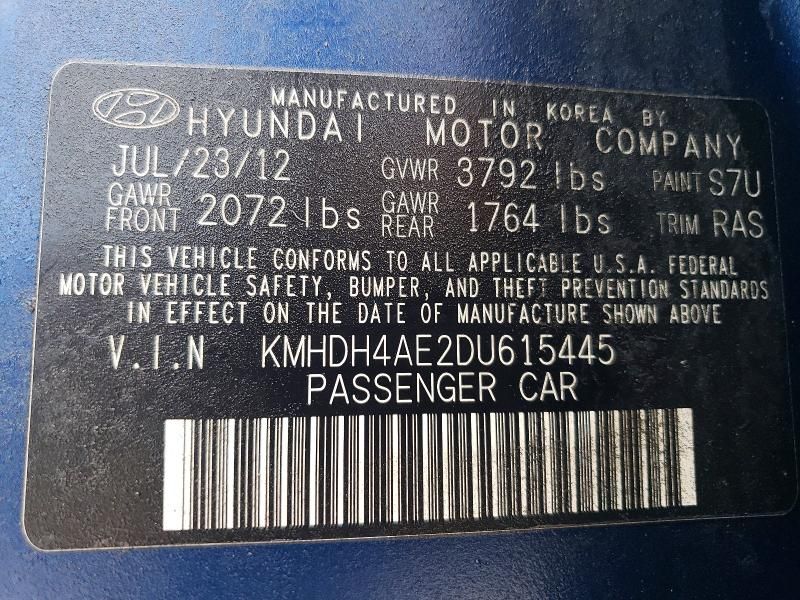 MANUFACTURED IN KOREA BY
HYUNDAI MOTOR COMPANY
JUL/23/12 GVWR 3792 lbs PAINT S7U
GAWR FRONT 2072 lbs GAWR REAR 1764 lbs TRIM RAS
THIS VEHICLE CONFORMS TO ALL APPLICABLE U.S.A. FEDERAL
MOTOR VEHICLE SAFETY, BUMPER, AND THEFT PREVENTION STANDARDS
IN EFFECT ON THE DATE OF MANUFACTURE SHOWN ABOVE
V.I.N KMHDH4AE2DU615445
PASSENGER CAR